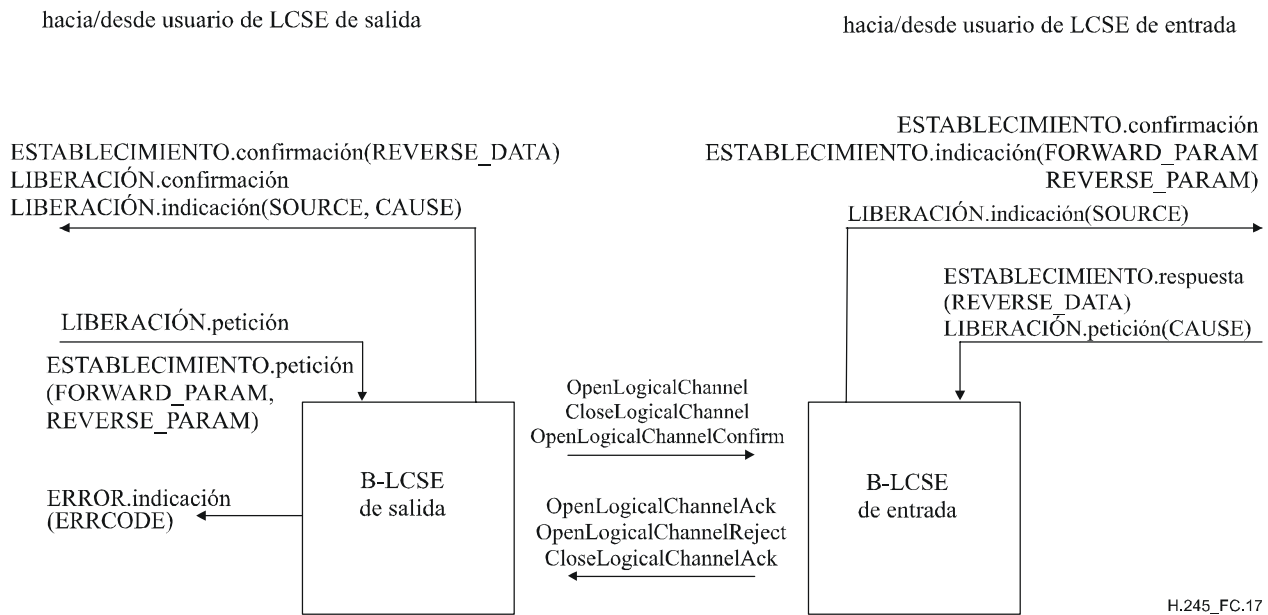 hacia/desde usuario de LCSE de salida
hacia/desde usuario de LCSE de entrada
ESTABLECIMIENTO.confirmación(REVERSE_DATA)
LIBERACIÓN.confirmación
LIBERACIÓN.indicación(SOURCE, CAUSE)
ESTABLECIMIENTO.confirmación
ESTABLECIMIENTO.indicación(FORWARD_PARAM
REVERSE_PARAM)
LIBERACIÓN.indicación(SOURCE)
LIBERACIÓN.petición
ESTABLECIMIENTO.petición
(FORWARD_PARAM,
REVERSE_PARAM)
ESTABLECIMIENTO.respuesta
(REVERSE_DATA)
LIBERACIÓN.petición(CAUSE)
OpenLogicalChannel
CloseLogicalChannel
OpenLogicalChannelConfirm
B-LCSE
de salida
B-LCSE
de entrada
ERROR.indicación
(ERRCODE)
OpenLogicalChannelAck
OpenLogicalChannelReject
CloseLogicalChannelAck
H.245_FC.17